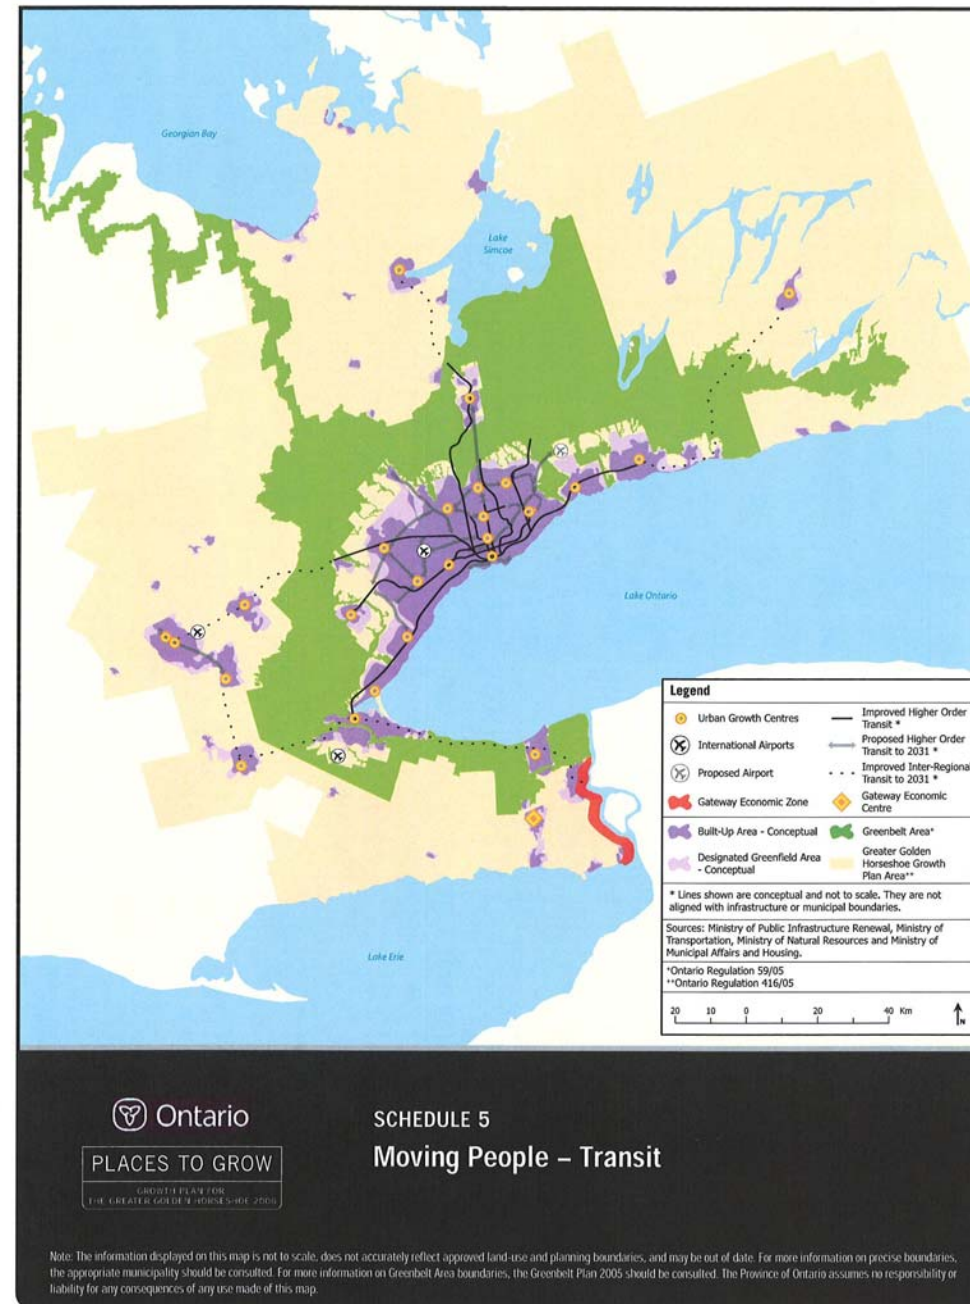 Georgian Bay
Lake
Simcoe
Lake Ontario
Lake Erie
Legend
Urban Growth Centres
International Airports
Proposed Airport
Gateway Economic Zone
Improved Higher Order
Transit *
Proposed Higher Order
Transit to 2031 *
Improved Inter-Regional
Transit to 2031 *
Gateway Economic
Centre
Built-Up Area - Conceptual
Designated Greenfield Area
- Conceptual
Greenbelt Area*
Greater Golden
Horseshoe Growth
Plan Area**
* Lines shown are conceptual and not to scale. They are not
aligned with infrastructure or municipal boundaries.
Sources: Ministry of Public Infrastructure Renewal, Ministry of
Transportation, Ministry of Natural Resources and Ministry of
Municipal Affairs and Housing.
*Ontario Regulation 59/05
**Ontario Regulation 416/05
20 10 0 20 40 Km
N
Ontario
PLACES TO GROW
GROWTH PLAN FOR
THE GREATER GOLDEN HORSESHOE 2006
SCHEDULE 5
Moving People – Transit
Note: The information displayed on this map is not to scale, does not accurately reflect approved land-use and planning boundaries, and may be out of date. For more information on precise boundaries,
the appropriate municipality should be consulted. For more information on Greenbelt Area boundaries, the Greenbelt Plan 2005 should be consulted. The Province of Ontario assumes no responsibility or
liability for any consequences of any use made of this map.